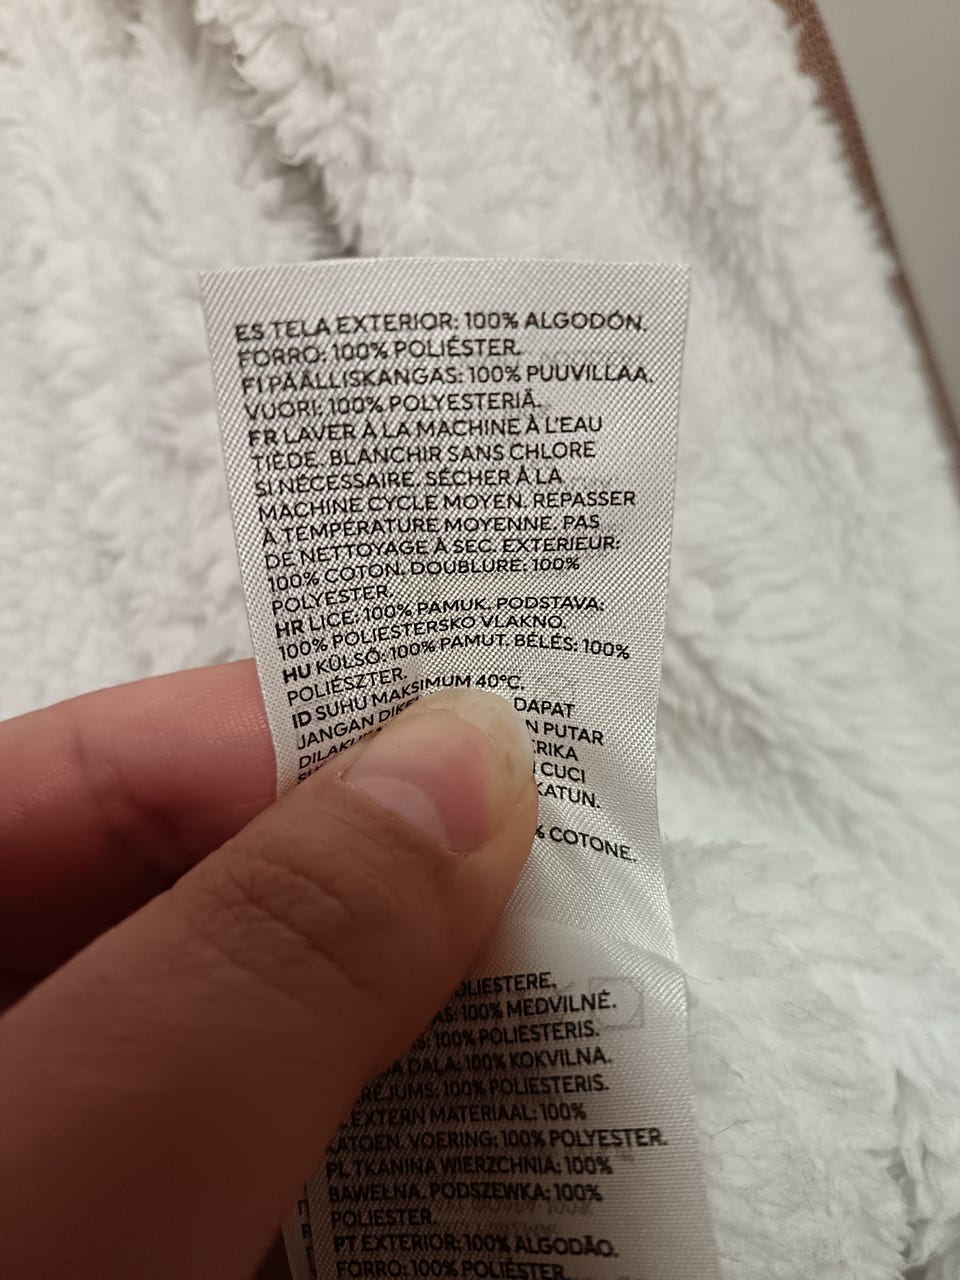 ES TELA EXTERIOR: 100% ALGODÓN.
FORRO: 100% POLIÉSTER.
FI PÄÄLLISKANGAS: 100% PUUVILLAA.
VUORI: 100% POLYESTERIÄ.
FR LAVER À LA MACHINE À L'EAU
TIÈDE. BLANCHIR SANS CHLORE
SI NÉCESSAIRE. SÉCHER À LA
MACHINE CYCLE MOYEN. REPASSER
À TEMPÉRATURE MOYENNE. PAS
DE NETTOYAGE À SEC. EXTERIEUR:
100% COTON. DOUBLURE: 100%
POLYESTER.
HR LICE: 100% PAMUK. PODSTAVA:
100% POLIESTERSKO VLAKNO.
HU KÜLSŐ: 100% PAMUT. BÉLÉS: 100%
POLIÉSZTER.
ID SUHU MAKSIMUM 40°C.
JANGAN DAPAT
PUTAR
CUCI
KATUN.
% COTONE.
100% MEDVILNĖ.
100% POLIESTERIS.
DAĻA: 100% KOKVILNA.
100% POLIESTERIS.
EXTERN MATERIAAL: 100%
VOERING: 100% POLYESTER.
PL TKANINA WIERZCHNIA: 100%
BAWEŁNA. PODSZEWKA: 100%
POLIESTER.
PT EXTERIOR: 100% ALGODÃO.
FORRO: 100% POLIÉSTER.